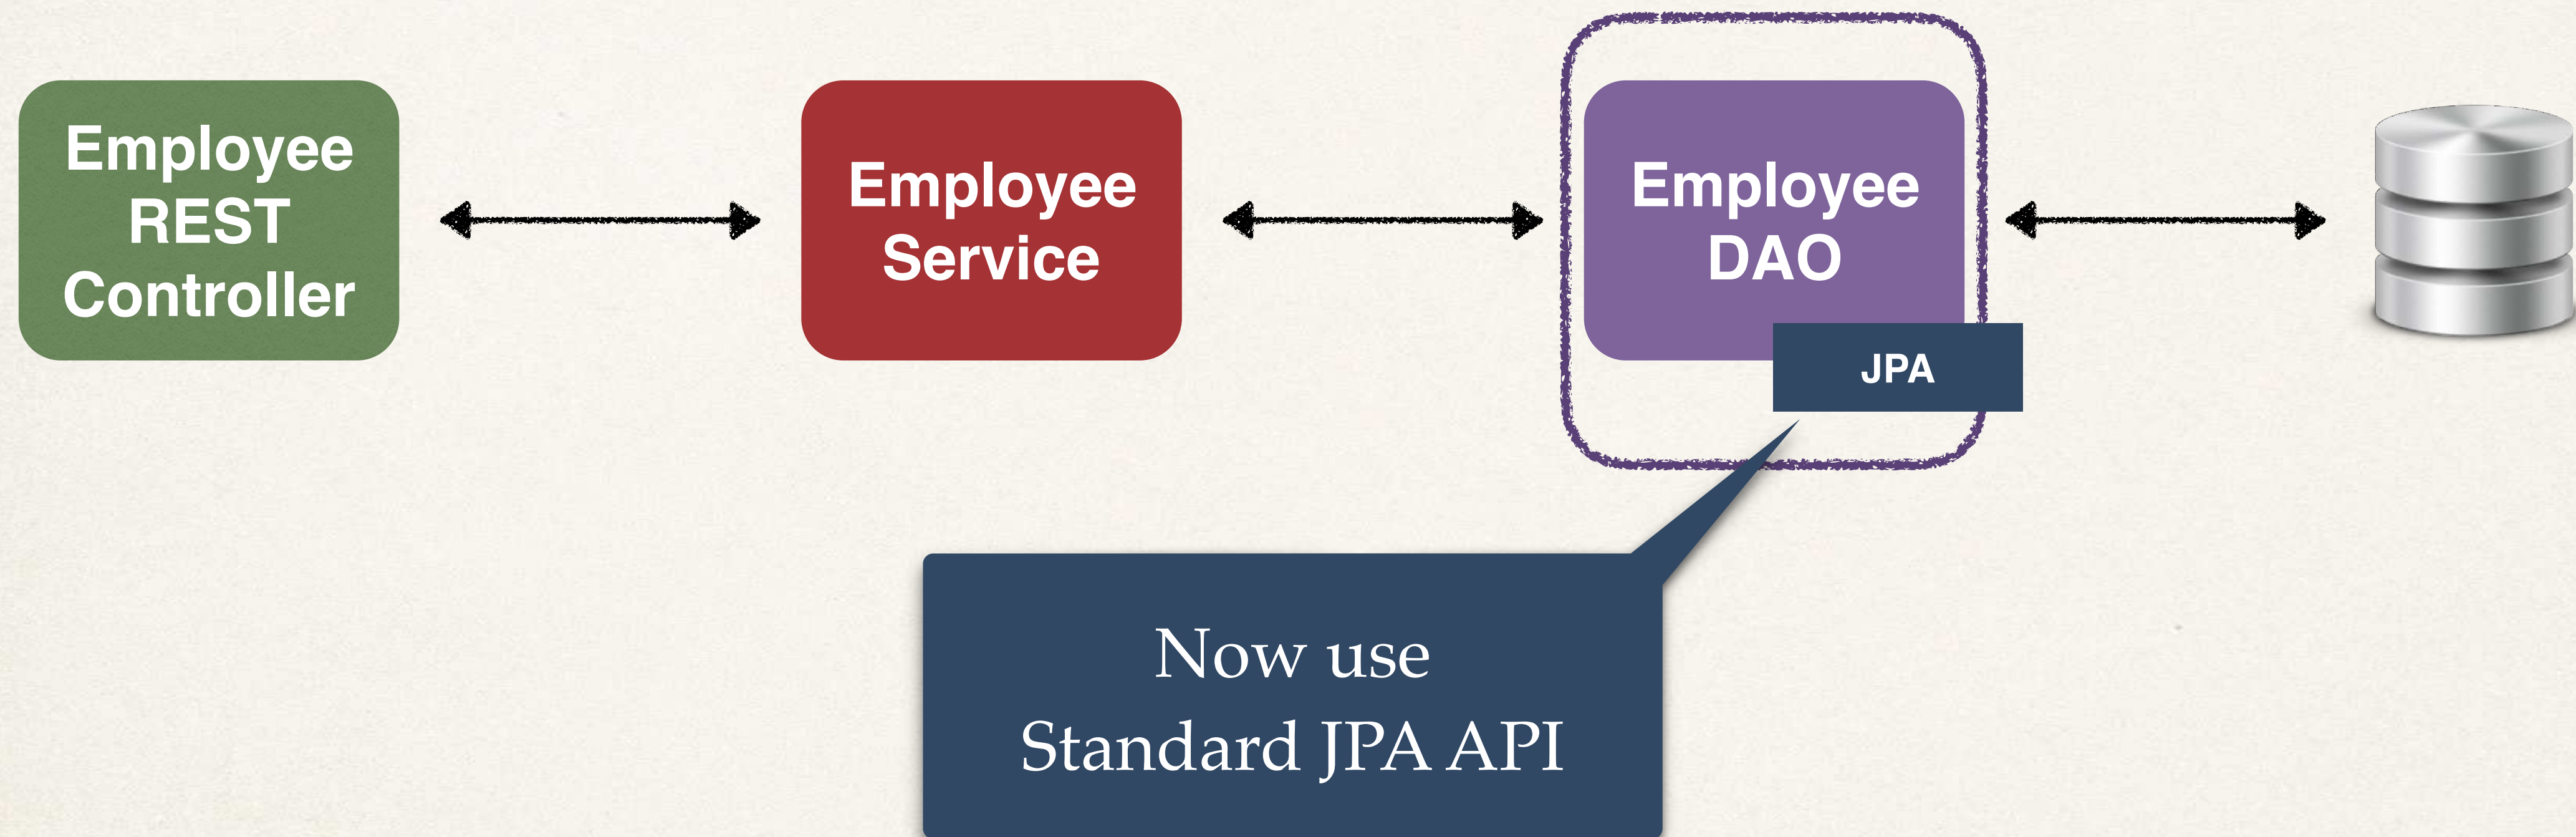 Employee
REST
Controller
Employee
Service
Employee
DAO
JPA
Now use
Standard JPA API